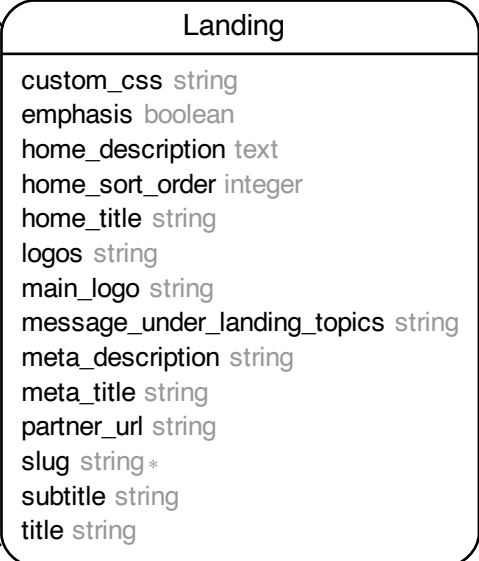 Landing
custom_css string
emphasis boolean
home_description text
home_sort_order integer
home_title string
logos string
main_logo string
message_under_landing_topics string
meta_description string
meta_title string
partner_url string
slug string*
subtitle string
title string